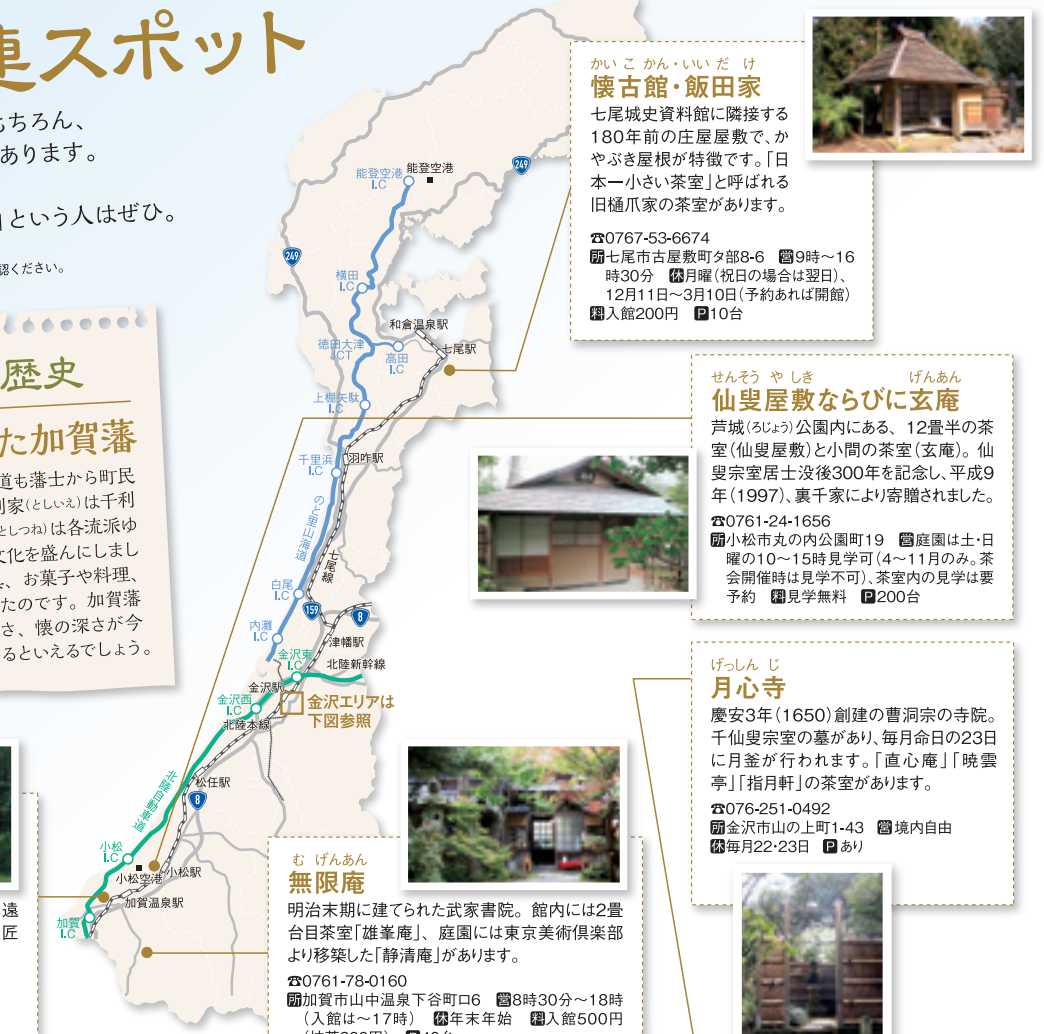 連スポット
もちろん、
あります。
」という人はぜひ。
認ください。
歴史
た加賀藩
道も藩士から町民
利家(としいえ)は千利
としつね)は各流派ゆ
文化を盛んにしまし
、お菓子や料理、
たのです。加賀藩
さ、懐の深さが今
るといえるでしょう。
遠
匠
249
能登空港
I.C
能登空港
249
横田
I.C
和倉温泉駅
徳田大津
JCT
高田
I.C
七尾駅
上棚矢駄
I.C
千里浜
I.C
羽咋駅
のと里山海道
七尾線
白尾
I.C
159
8
内灘
I.C
津幡駅
金沢東
I.C
北陸新幹線
金沢駅
金沢西
I.C
金沢エリアは
下図参照
北陸本線
松任駅
北陸自動車道
8
小松
I.C
小松空港
小松駅
加賀温泉駅
加賀
I.C
かいこかん・いいだけ
懐古館・飯田家
七尾城史資料館に隣接する
180年前の庄屋屋敷で、か
やぶき屋根が特徴です。「日
本一小さい茶室」と呼ばれる
旧樋爪家の茶室があります。
☎0767-53-6674
所七尾市古屋敷町タ部8-6 営9時〜16
時30分 休月曜(祝日の場合は翌日)、
12月11日〜3月10日(予約あれば開館)
料入館200円 P10台
せんそうやしき げんあん
仙叟屋敷ならびに玄庵
芦城(ろじょう)公園内にある、12畳半の茶
室(仙叟屋敷)と小間の茶室(玄庵)。仙
叟宗室居士没後300年を記念し、平成9
年(1997)、裏千家により寄贈されました。
☎0761-24-1656
所小松市丸の内公園町19 営庭園は土・日
曜の10〜15時見学可(4〜11月のみ。茶
会開催時は見学不可)、茶室内の見学は要
予約 料見学無料 P200台
げっしんじ
月心寺
慶安3年(1650)創建の曹洞宗の寺院。
千仙叟宗室の墓があり、毎月命日の23日
に月釜が行われます。「直心庵」「暁雲
亭」「指月軒」の茶室があります。
☎076-251-0492
所金沢市山の上町1-43 営境内自由
休毎月22・23日 Pあり
むげんあん
無限庵
明治末期に建てられた武家書院。館内には2畳
台目茶室「雄峯庵」、庭園には東京美術倶楽部
より移築した「静清庵」があります。
☎0761-78-0160
所加賀市山中温泉下谷町ロ6 営8時30分〜18時
(入館は〜17時) 休年末年始 料入館500円